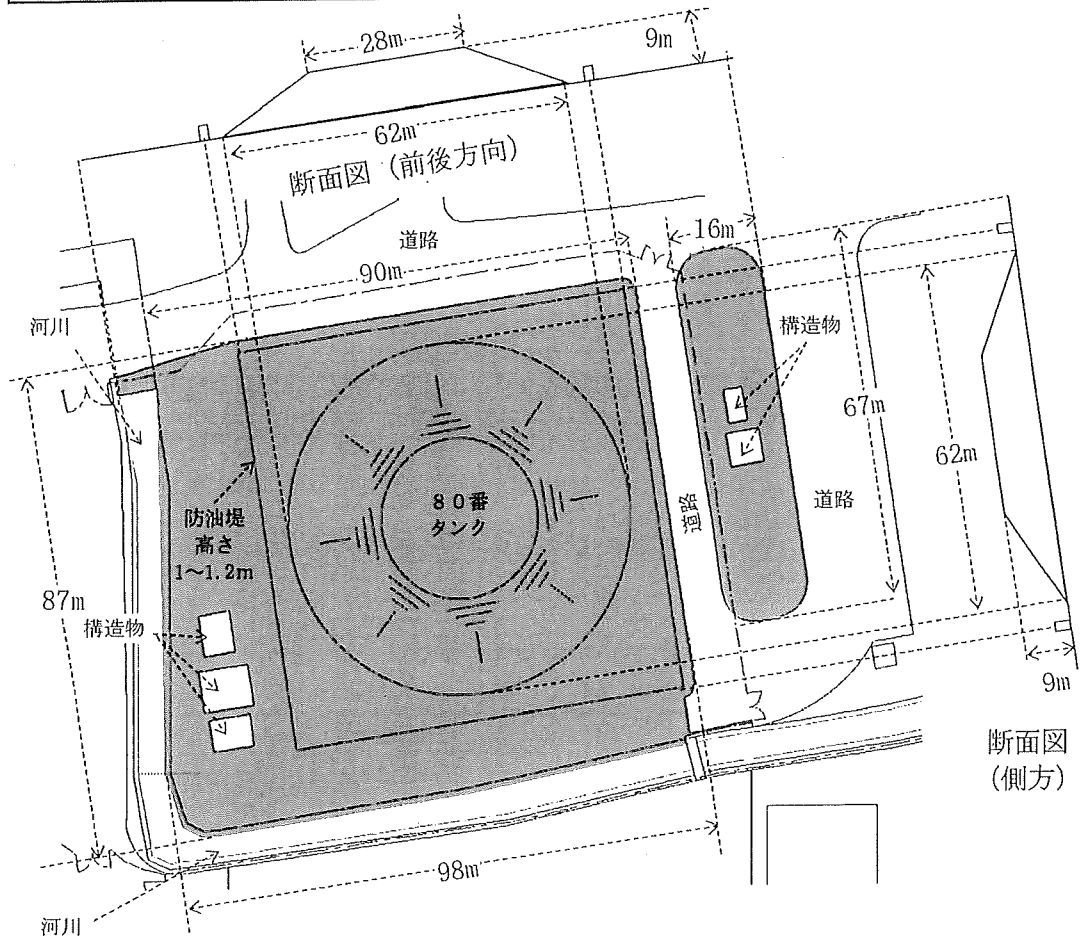 28m
9m
62m
断面図（前後方向）
道路
16m
90m
河川
構造物
67m
62m
80番
タンク
道路
道路
防油堤
高さ
1～1.2m
87m
構造物
9m
断面図
（側方）
98m
河川